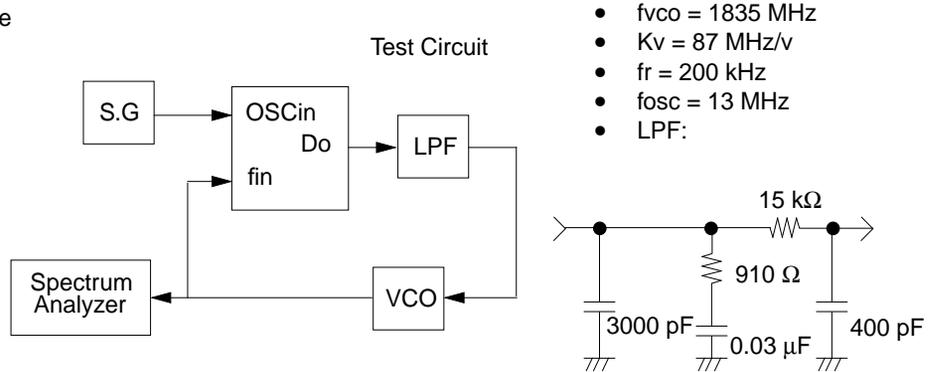 e
Test Circuit
S.G
OSCin
Do
fin
LPF
Spectrum
Analyzer
VCO
• fvco = 1835 MHz
• Kv = 87 MHz/v
• fr = 200 kHz
• fosc = 13 MHz
• LPF:
15 kΩ
910 Ω
3000 pF
0.03 µF
400 pF